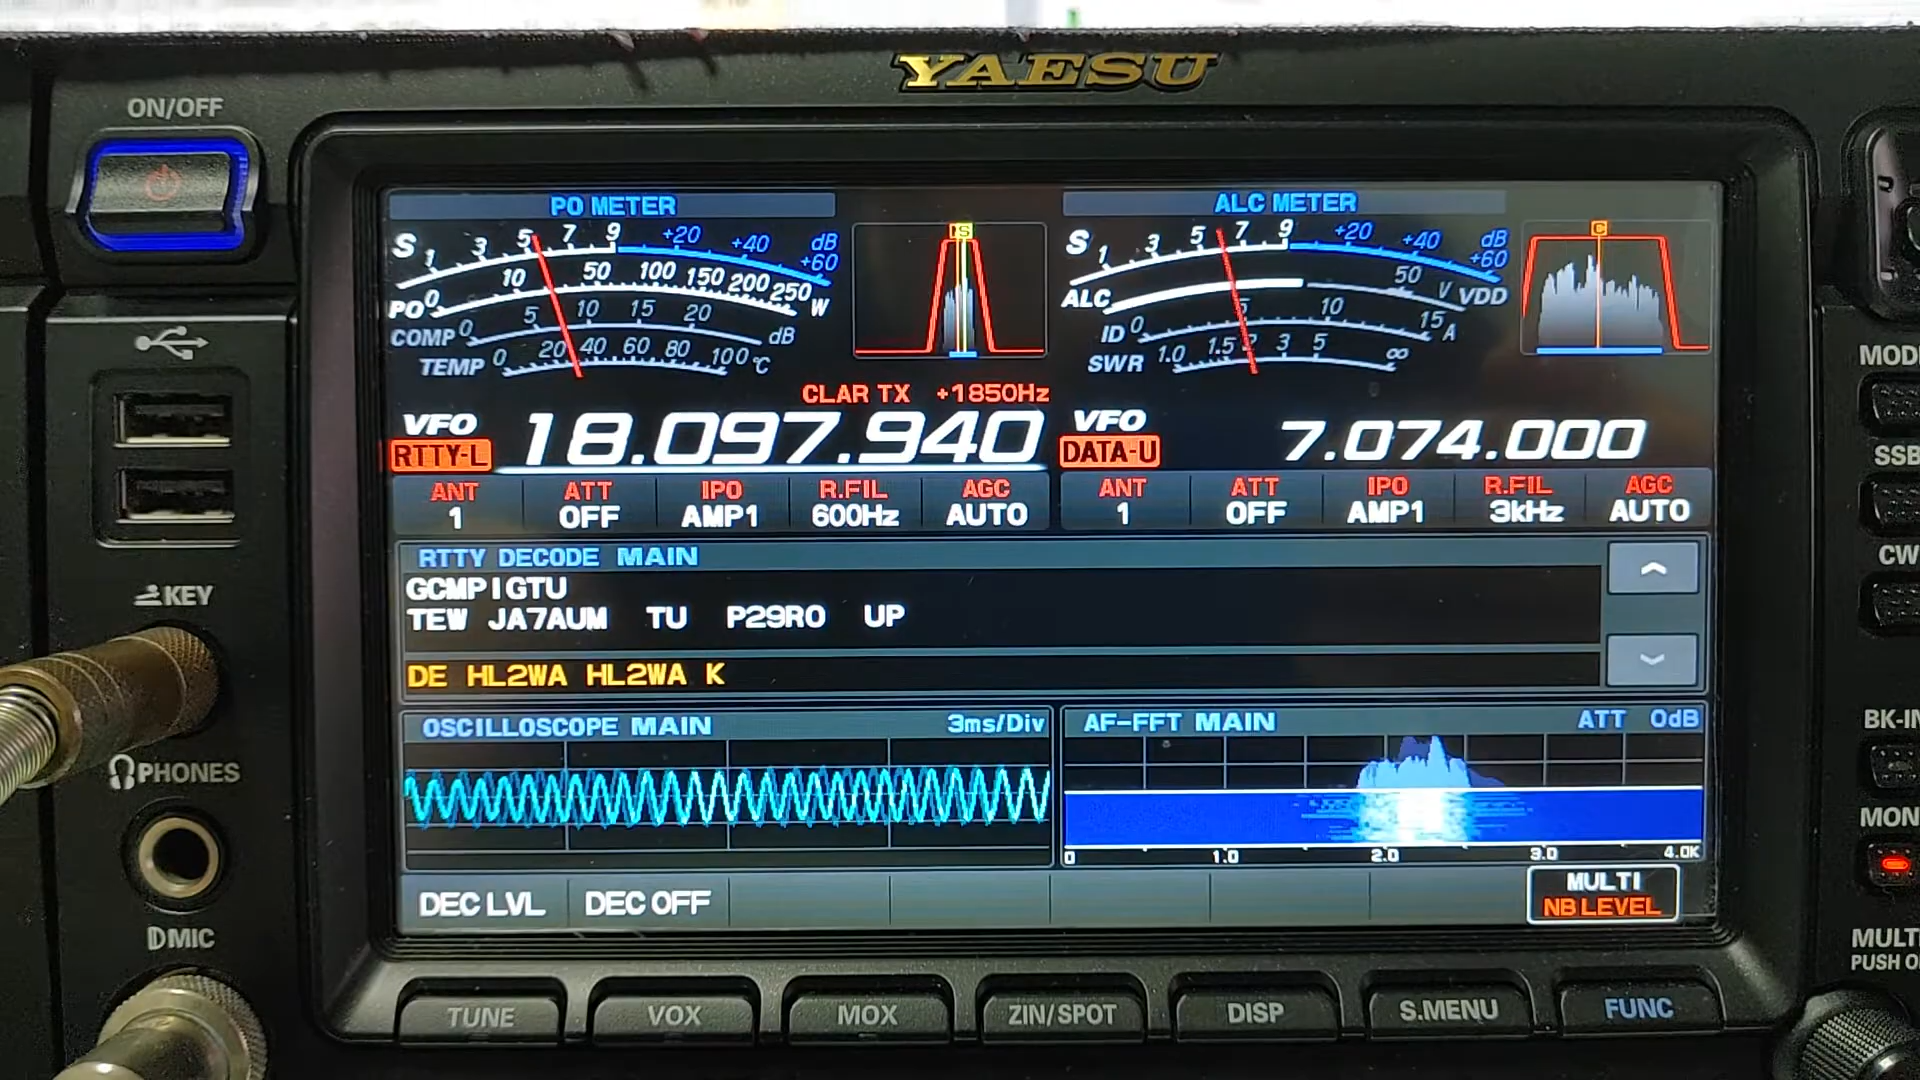 YAESU
ON/OFF
PO METER
S 1 3 5 7 9 +20 +40 +60 dB
PO 0 10 50 100 150 200 250 W
COMP 0 5 10 15 20 dB
TEMP 0 20 40 60 80 100 °C
S
ALC METER
S 1 3 5 7 9 +20 +40 +60 dB
ALC 50 V VDD
ID 0 5 10 15 A
SWR 1.0 1.5 2 3 5 ∞
C
CLAR TX +1850Hz
VFO
RTTY-L
18.097.940
VFO
DATA-U
7.074.000
ANT ATT IPO R.FIL AGC
1 OFF AMP1 600Hz AUTO
ANT ATT IPO R.FIL AGC
1 OFF AMP1 3kHz AUTO
RTTY DECODE MAIN
GCMPIGTU
TEW JA7AUM TU P29RO UP
DE HL2WA HL2WA K
OSCILLOSCOPE MAIN 3ms/Div
AF-FFT MAIN ATT 0dB
0 1.0 2.0 3.0 4.0K
DEC LVL DEC OFF
MULTI
NB LEVEL
KEY
PHONES
DMIC
MODE
SSB
CW
BK-IN
MON
MULTI
PUSH
TUNE VOX MOX ZIN/SPOT DISP S.MENU FUNC